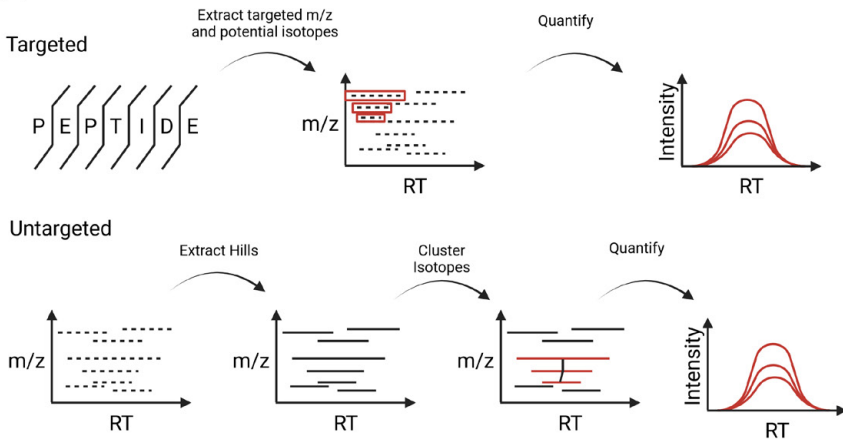 Targeted
Extract targeted m/z
and potential isotopes
Quantify
P E P T I D E
m/z
RT
Intensity
RT
Untargeted
Extract Hills
Cluster
Isotopes
Quantify
m/z
RT
m/z
RT
m/z
RT
Intensity
RT